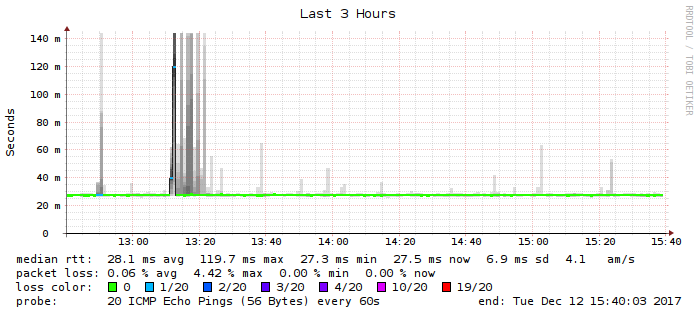 Last 3 Hours
RRDTOOL / TOBI OETIKER
Seconds
140 m
120 m
100 m
80 m
60 m
40 m
20 m
0
13:00 13:20 13:40 14:00 14:20 14:40 15:00 15:20 15:40
median rtt: 28.1 ms avg 119.7 ms max 27.3 ms min 27.5 ms now 6.9 ms sd 4.1 am/s
packet loss: 0.06 % avg 4.42 % max 0.00 % min 0.00 % now
loss color: 0 1/20 2/20 3/20 4/20 10/20 19/20
probe: 20 ICMP Echo Pings (56 Bytes) every 60s end: Tue Dec 12 15:40:03 2017